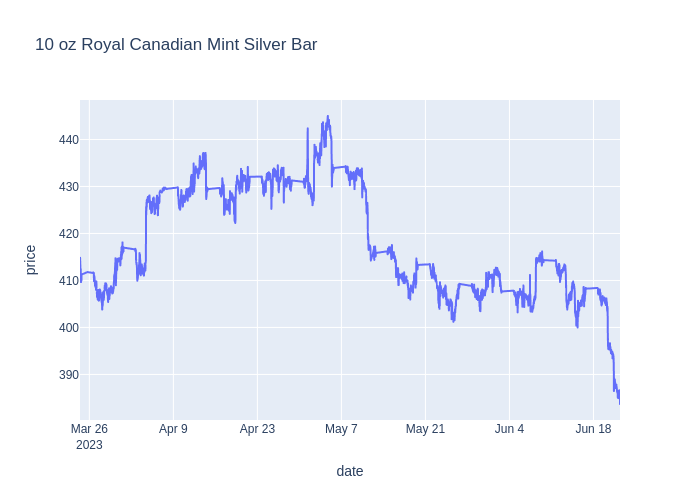 10 oz Royal Canadian Mint Silver Bar
440
430
420
410
400
390
price
Mar 26
2023
Apr 9
Apr 23
May 7
May 21
Jun 4
Jun 18
date